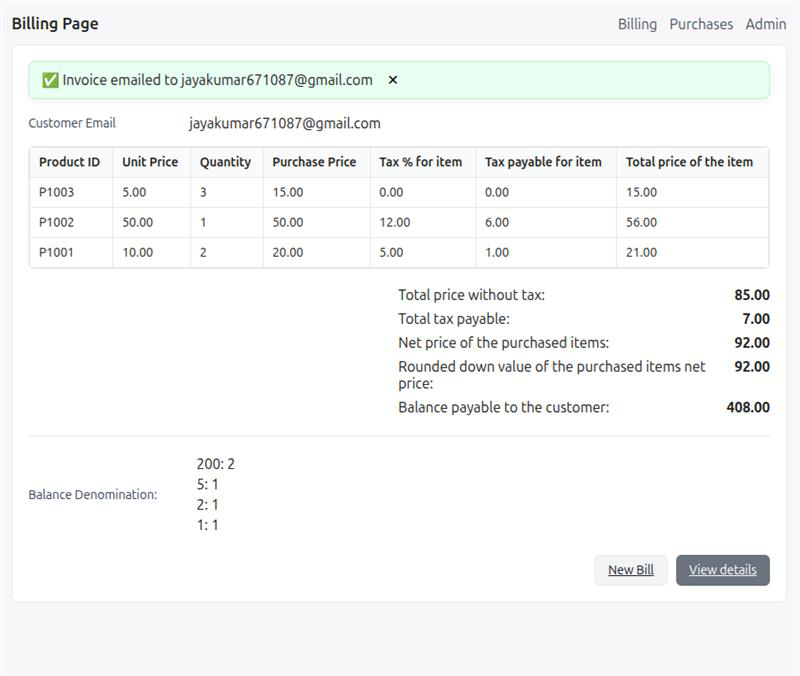 Billing Page Billing Purchases Admin
✅ Invoice emailed to jayakumar671087@gmail.com ✕
Customer Email jayakumar671087@gmail.com
Product ID Unit Price Quantity Purchase Price Tax % for item Tax payable for item Total price of the item
P1003 5.00 3 15.00 0.00 0.00 15.00
P1002 50.00 1 50.00 12.00 6.00 56.00
P1001 10.00 2 20.00 5.00 1.00 21.00
Total price without tax: 85.00
Total tax payable: 7.00
Net price of the purchased items: 92.00
Rounded down value of the purchased items net 92.00
price:
Balance payable to the customer: 408.00
Balance Denomination:
200: 2
5: 1
2: 1
1: 1
New Bill View details